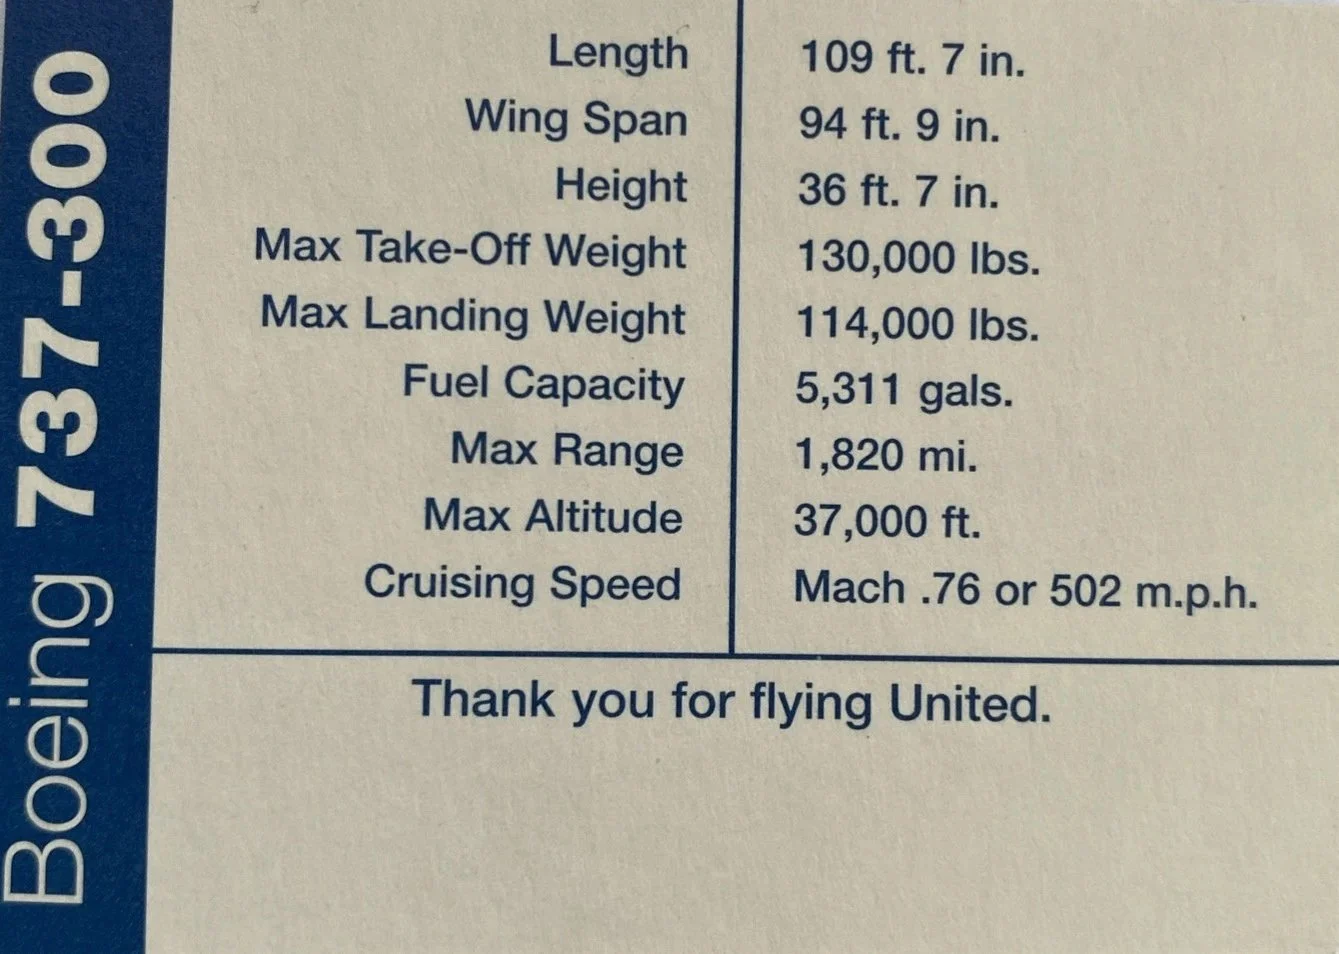 Boeing 737-300
Length 109 ft. 7 in.
Wing Span 94 ft. 9 in.
Height 36 ft. 7 in.
Max Take-Off Weight 130,000 lbs.
Max Landing Weight 114,000 lbs.
Fuel Capacity 5,311 gals.
Max Range 1,820 mi.
Max Altitude 37,000 ft.
Cruising Speed Mach .76 or 502 m.p.h.
Thank you for flying United.